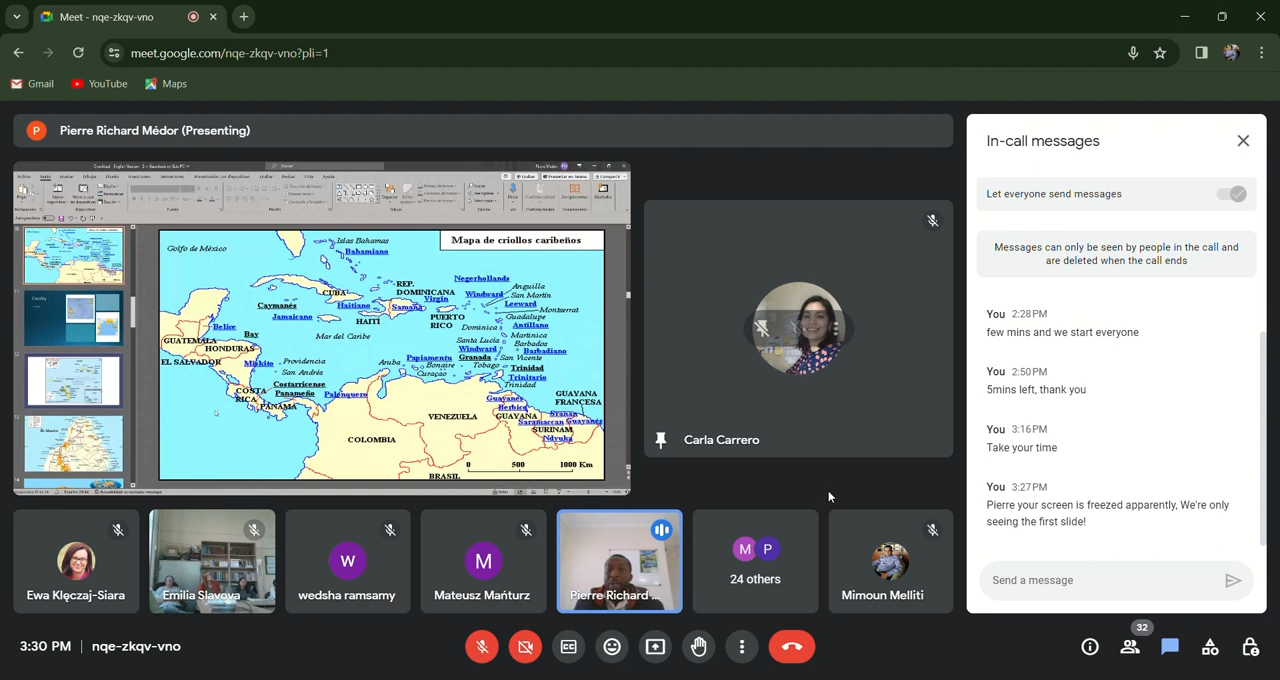 Meet - nqe-zkqv-vno
meet.google.com/nqe-zkqv-vno?pli=1
Gmail YouTube Maps
P Pierre Richard Médor (Presenting)
Mapa de criollos caribeños
Golfo de México
Islas Bahamas
Bahamiano
CUBA
REP.
DOMINICANA
Negerhollands
Anguilla
San Martín
Caymanés
Haitiano
Samaná
Virgin
Windward
Leeward
Montserrat
Jamaicano
PUERTO
RICO
Guadalupe
Antillano
Belice
Bay
HAITI
Mar del Caribe
Dominica
Martinica
Barbados
GUATEMALA
HONDURAS
Santa Lucía
Windward
Barbadiano
EL SALVADOR
Miskito
Providencia
San Andrés
Aruba
Papiamentu
Bonaire
Curaçao
Granada
San Vicente
Tobago
Trinidad
Trinitario
Trinidad
COSTA
RICA
Costarricense
Panameño
PANAMA
Palenquero
Guayanés
Berbice
GUAYANA
FRANCESA
VENEZUELA
GUAYANA
Sranan
Saramaccan
Guayanés
SURINAM
Ndyuka
COLOMBIA
0 500 1000 Km
BRASIL
Carla Carrero
Ewa Klęczaj-Siara
Emilia Slavova
W
wedsha ramsamy
M
Mateusz Mańturz
Pierre Richard ...
M P
24 others
Mimoun Melliti
3:30 PM | nqe-zkqv-vno
32
In-call messages
Let everyone send messages
Messages can only be seen by people in the call and
are deleted when the call ends
You 2:28 PM
few mins and we start everyone
You 2:50 PM
5mins left, thank you
You 3:16 PM
Take your time
You 3:27 PM
Pierre your screen is freezed apparently, We're only
seeing the first slide!
Send a message